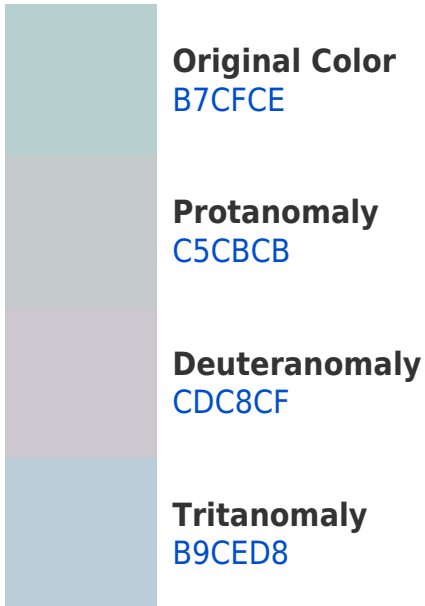 Original Color
B7CFCE
Protanomaly
C5CBCB
Deuteranomaly
CDC8CF
Tritanomaly
B9CED8